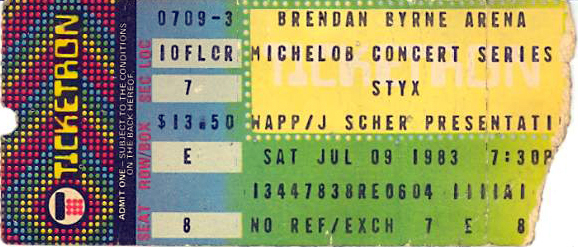 TICKETRON
ADMIT ONE – SUBJECT TO THE CONDITIONS
ON THE BACK HEREOF.
SEAT ROW/BOX SEC LOC
0709-3
10FLCR
7
$13.50
E
8
BRENDAN BYRNE ARENA
MICHELOB CONCERT SERIES
STYX
WAPP/J SCHER PRESENTATI
SAT JUL 09 1983 7:30P
13447838RE0604 1111A1
NO REF/EXCH 7 E 8
TICKETRON